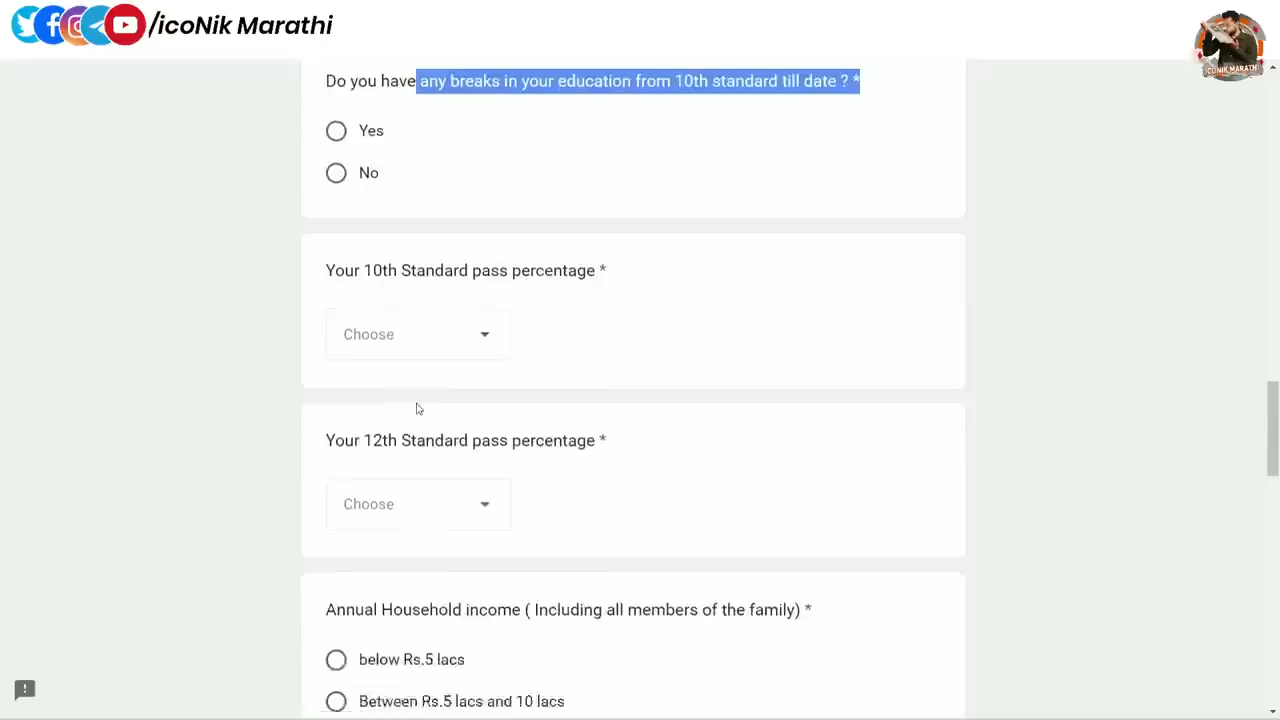 /icoNik Marathi
ICONIK MARATHI
Do you have any breaks in your education from 10th standard till date ? *
Yes
No
Your 10th Standard pass percentage *
Choose
Your 12th Standard pass percentage *
Choose
Annual Household income ( Including all members of the family) *
below Rs.5 lacs
Between Rs.5 lacs and 10 lacs